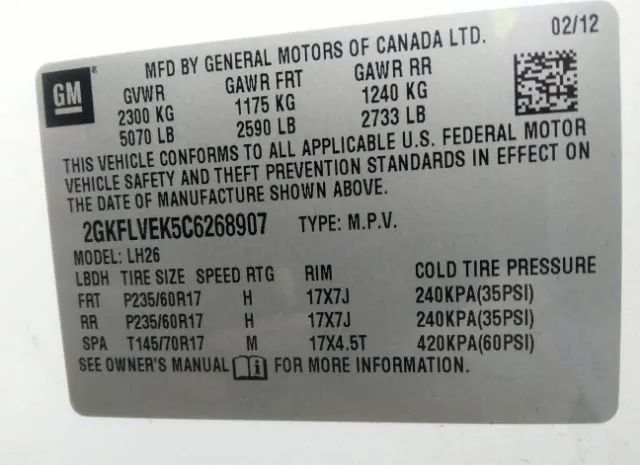 GM
MFD BY GENERAL MOTORS OF CANADA LTD. 02/12
GVWR GAWR FRT GAWR RR
2300 KG 1175 KG 1240 KG
5070 LB 2590 LB 2733 LB
THIS VEHICLE CONFORMS TO ALL APPLICABLE U.S. FEDERAL MOTOR
VEHICLE SAFETY AND THEFT PREVENTION STANDARDS IN EFFECT ON
THE DATE OF MANUFACTURE SHOWN ABOVE.
2GKFLVEK5C6268907 TYPE: M.P.V.
MODEL: LH26
LBDH TIRE SIZE SPEED RTG RIM COLD TIRE PRESSURE
FRT P235/60R17 H 17X7J 240KPA(35PSI)
RR P235/60R17 H 17X7J 240KPA(35PSI)
SPA T145/70R17 M 17X4.5T 420KPA(60PSI)
SEE OWNER'S MANUAL i FOR MORE INFORMATION.